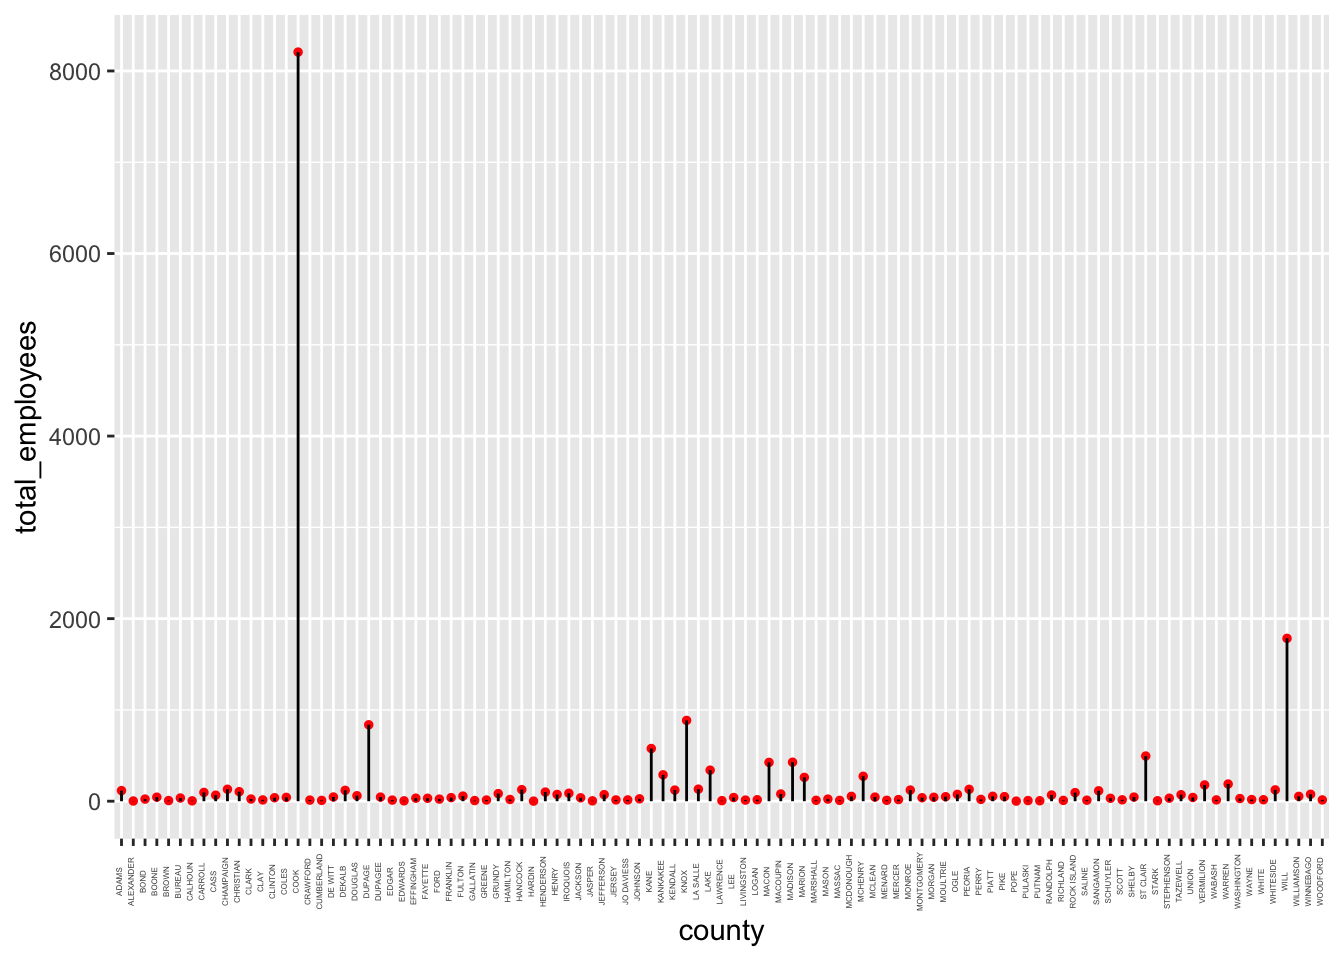 8000
6000
4000
2000
0
total_employees
ADAMS
ALEXANDER
BOND
BOONE
BROWN
BUREAU
CALHOUN
CARROLL
CASS
CHAMPAIGN
CHRISTIAN
CLARK
CLAY
CLINTON
COLES
COOK
CRAWFORD
CUMBERLAND
DE WITT
DEKALB
DOUGLAS
DUPAGE
DUPAGEE
EDGAR
EDWARDS
EFFINGHAM
FAYETTE
FORD
FRANKLIN
FULTON
GALLATIN
GREENE
GRUNDY
HAMILTON
HANCOCK
HARDIN
HENDERSON
HENRY
IROQUOIS
JACKSON
JASPER
JEFFERSON
JERSEY
JO DAVIESS
JOHNSON
KANE
KANKAKEE
KENDALL
KNOX
LA SALLE
LAKE
LAWRENCE
LEE
LIVINGSTON
LOGAN
MACON
MACOUPIN
MADISON
MARION
MARSHALL
MASON
MASSAC
MCDONOUGH
MCHENRY
MCLEAN
MENARD
MERCER
MONROE
MONTGOMERY
MORGAN
MOULTRIE
OGLE
PEORIA
PERRY
PIATT
PIKE
POPE
PULASKI
PUTNAM
RANDOLPH
RICHLAND
ROCK ISLAND
SALINE
SANGAMON
SCHUYLER
SCOTT
SHELBY
ST CLAIR
STARK
STEPHENSON
TAZEWELL
UNION
VERMILION
WABASH
WARREN
WASHINGTON
WAYNE
WHITE
WHITESIDE
WILL
WILLIAMSON
WINNEBAGO
WOODFORD
county